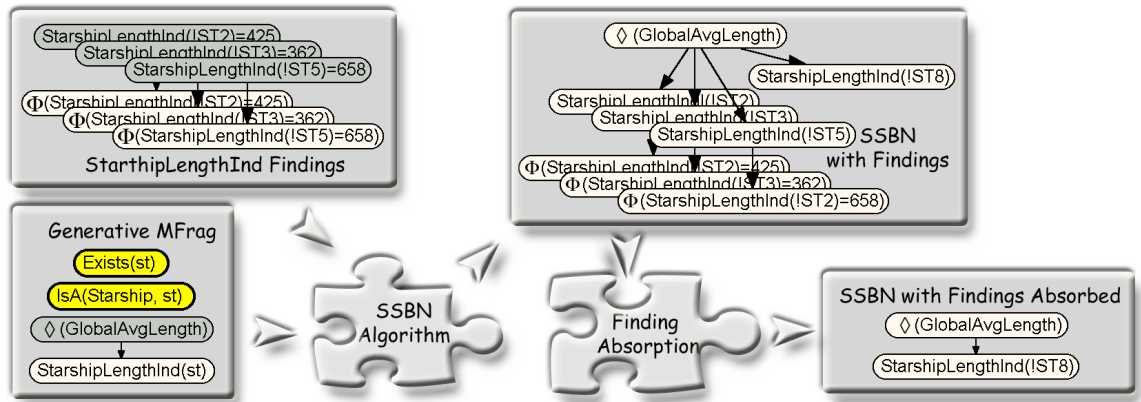 StarshipLengthInd(!ST2)=425
StarshipLengthInd(!ST3)=362
StarshipLengthInd(!ST5)=658
Φ(StarshipLengthInd(!ST2)=425)
Φ(StarshipLengthInd(!ST3)=362)
Φ(StarshipLengthInd(!ST5)=658)
StarthipLengthInd Findings
◊ (GlobalAvgLength)
StarshipLengthInd(!ST8)
StarshipLengthInd(!ST2)
StarshipLengthInd(!ST3)
StarshipLengthInd(!ST5)
SSBN
with Findings
Φ(StarshipLengthInd(!ST2)=425)
Φ(StarshipLengthInd(!ST3)=362)
Φ(StarshipLengthInd(!ST2)=658)
Generative MFrag
Exists(st)
IsA(Starship, st)
◊ (GlobalAvgLength)
StarshipLengthInd(st)
SSBN
Algorithm
Finding
Absorption
SSBN with Findings Absorbed
◊ (GlobalAvgLength)
StarshipLengthInd(!ST8)